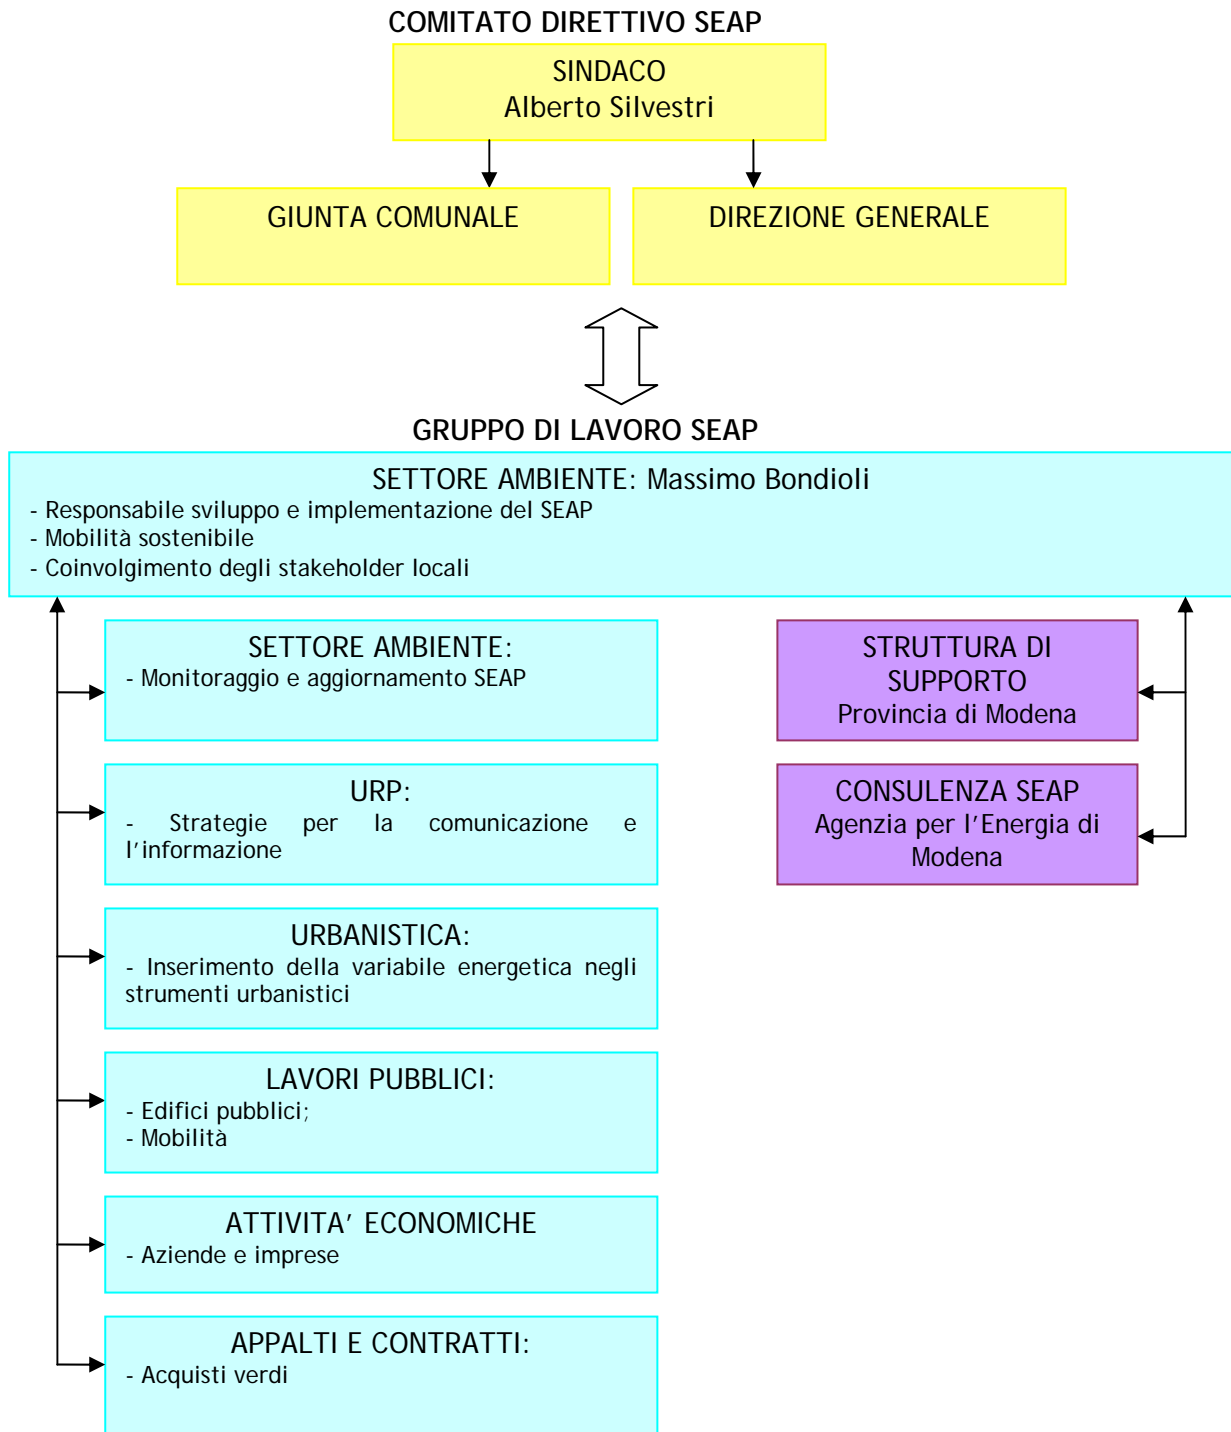 COMITATO DIRETTIVO SEAP
SINDACO
Alberto Silvestri
GIUNTA COMUNALE
DIREZIONE GENERALE
GRUPPO DI LAVORO SEAP
SETTORE AMBIENTE: Massimo Bondioli
- Responsabile sviluppo e implementazione del SEAP
- Mobilità sostenibile
- Coinvolgimento degli stakeholder locali
SETTORE AMBIENTE:
- Monitoraggio e aggiornamento SEAP
URP:
- Strategie per la comunicazione e
l'informazione
URBANISTICA:
- Inserimento della variabile energetica negli
strumenti urbanistici
LAVORI PUBBLICI:
- Edifici pubblici;
- Mobilità
ATTIVITA' ECONOMICHE
- Aziende e imprese
APPALTI E CONTRATTI:
- Acquisti verdi
STRUTTURA DI
SUPPORTO
Provincia di Modena
CONSULENZA SEAP
Agenzia per l'Energia di
Modena